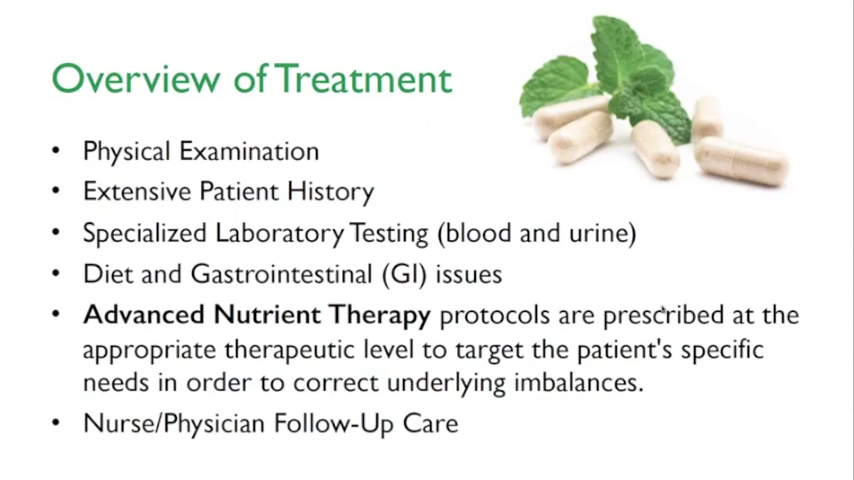 Overview of Treatment
• Physical Examination
• Extensive Patient History
• Specialized Laboratory Testing (blood and urine)
• Diet and Gastrointestinal (GI) issues
• Advanced Nutrient Therapy protocols are prescribed at the
appropriate therapeutic level to target the patient's specific
needs in order to correct underlying imbalances.
• Nurse/Physician Follow-Up Care